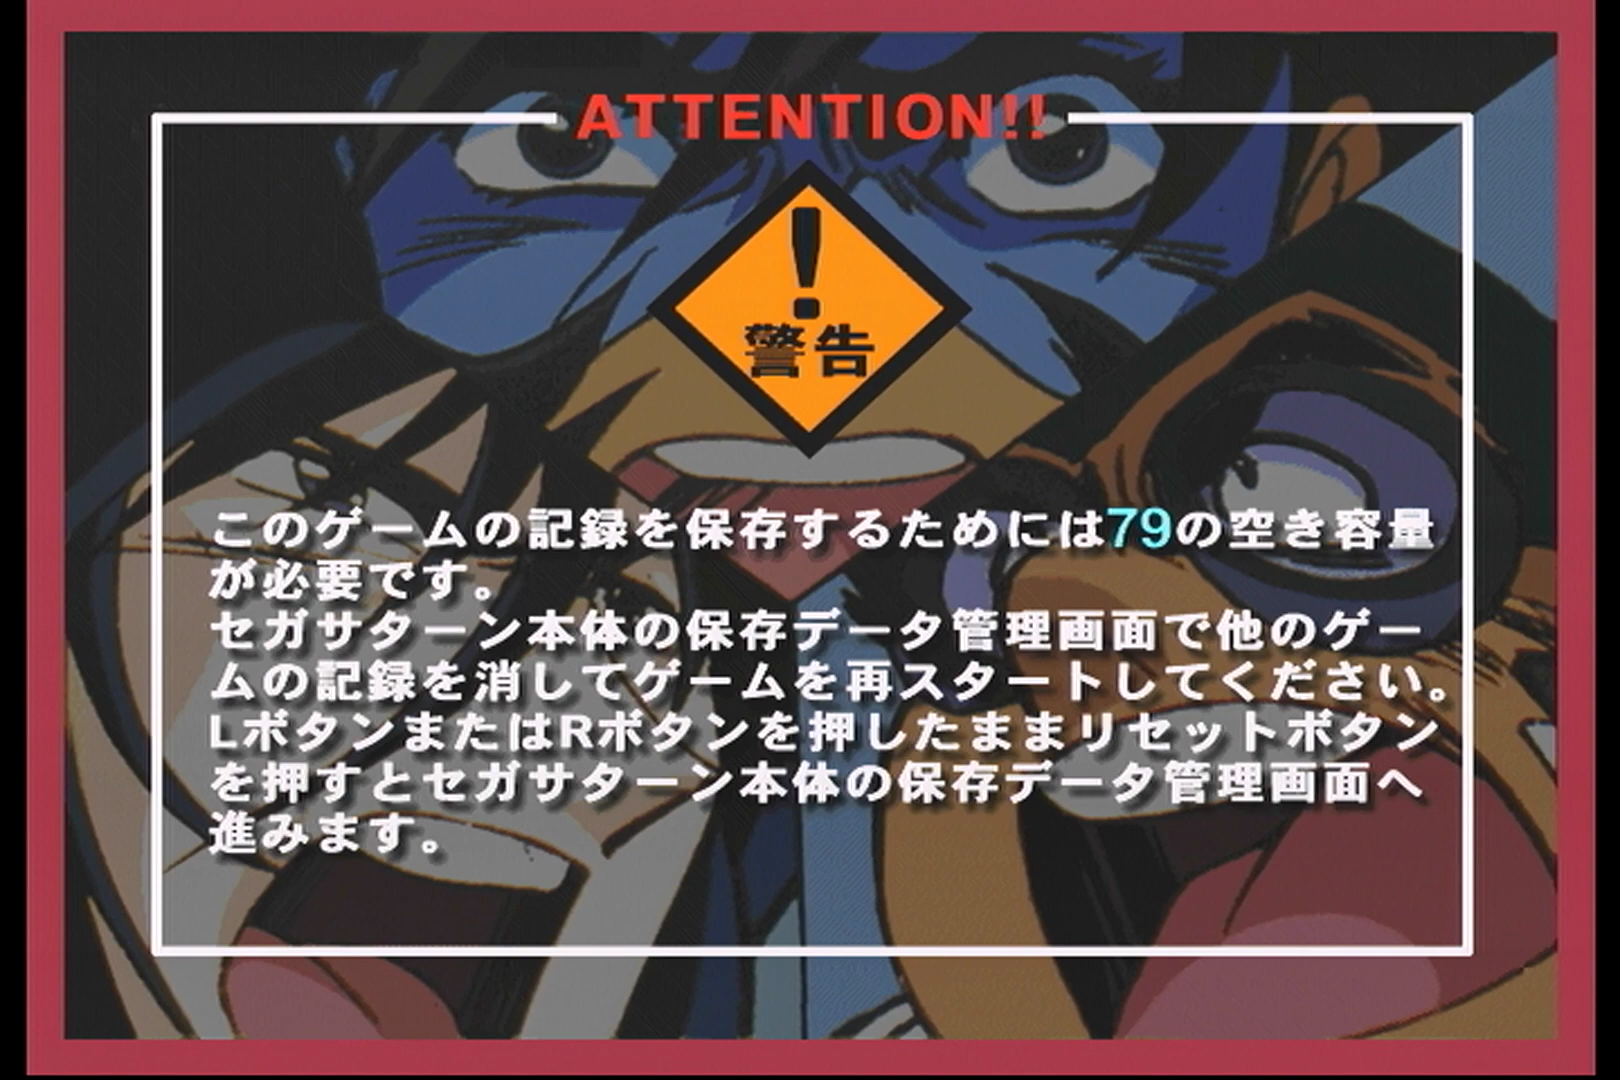 ATTENTION!!
!
警告
このゲームの記録を保存するためには79の空き容量
が必要です。
セガサターン本体の保存データ管理画面で他のゲー
ムの記録を消してゲームを再スタートしてください。
LボタンまたはRボタンを押したままリセットボタン
を押すとセガサターン本体の保存データ管理画面へ
進みます。